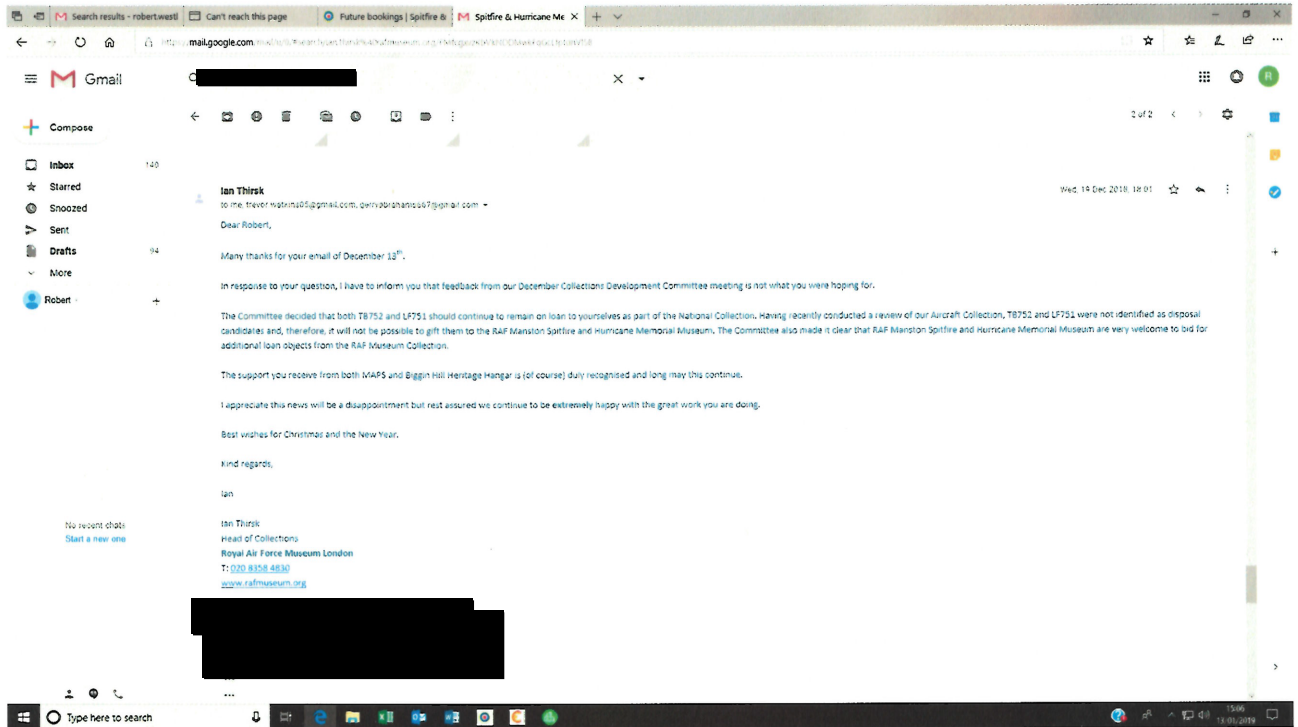 Search results - robert.westl
Can't reach this page
Future bookings | Spitfire &
Spitfire & Hurricane Me
mail.google.com
Gmail
Compose
2 of 2
Inbox 140
Starred
Snoozed
Sent
Drafts 94
More
Robert
Ian Thirsk
Wed, 19 Dec 2018, 18:01
to me,
Dear Robert,
Many thanks for your email of December 13th.
In response to your question, I have to inform you that feedback from our December Collections Development Committee meeting is not what you were hoping for.
The Committee decided that both TB752 and LF751 should continue to remain on loan to yourselves as part of the National Collection. Having recently conducted a review of our Aircraft Collection, TB752 and LF751 were not identified as disposal
candidates and, therefore, it will not be possible to gift them to the RAF Manston Spitfire and Hurricane Memorial Museum. The Committee also made it clear that RAF Manston Spitfire and Hurricane Memorial Museum are very welcome to bid for
additional loan objects from the RAF Museum Collection.
The support you receive from both MAPS and Biggin Hill Heritage Hangar is (of course) duly recognised and long may this continue.
I appreciate this news will be a disappointment but rest assured we continue to be extremely happy with the great work you are doing.
Best wishes for Christmas and the New Year.
Kind regards,
Ian
Ian Thirsk
Head of Collections
Royal Air Force Museum London
T: 020 8358 4830
www.rafmuseum.org
No recent chats
Start a new one
Type here to search
15:06
13/01/2019